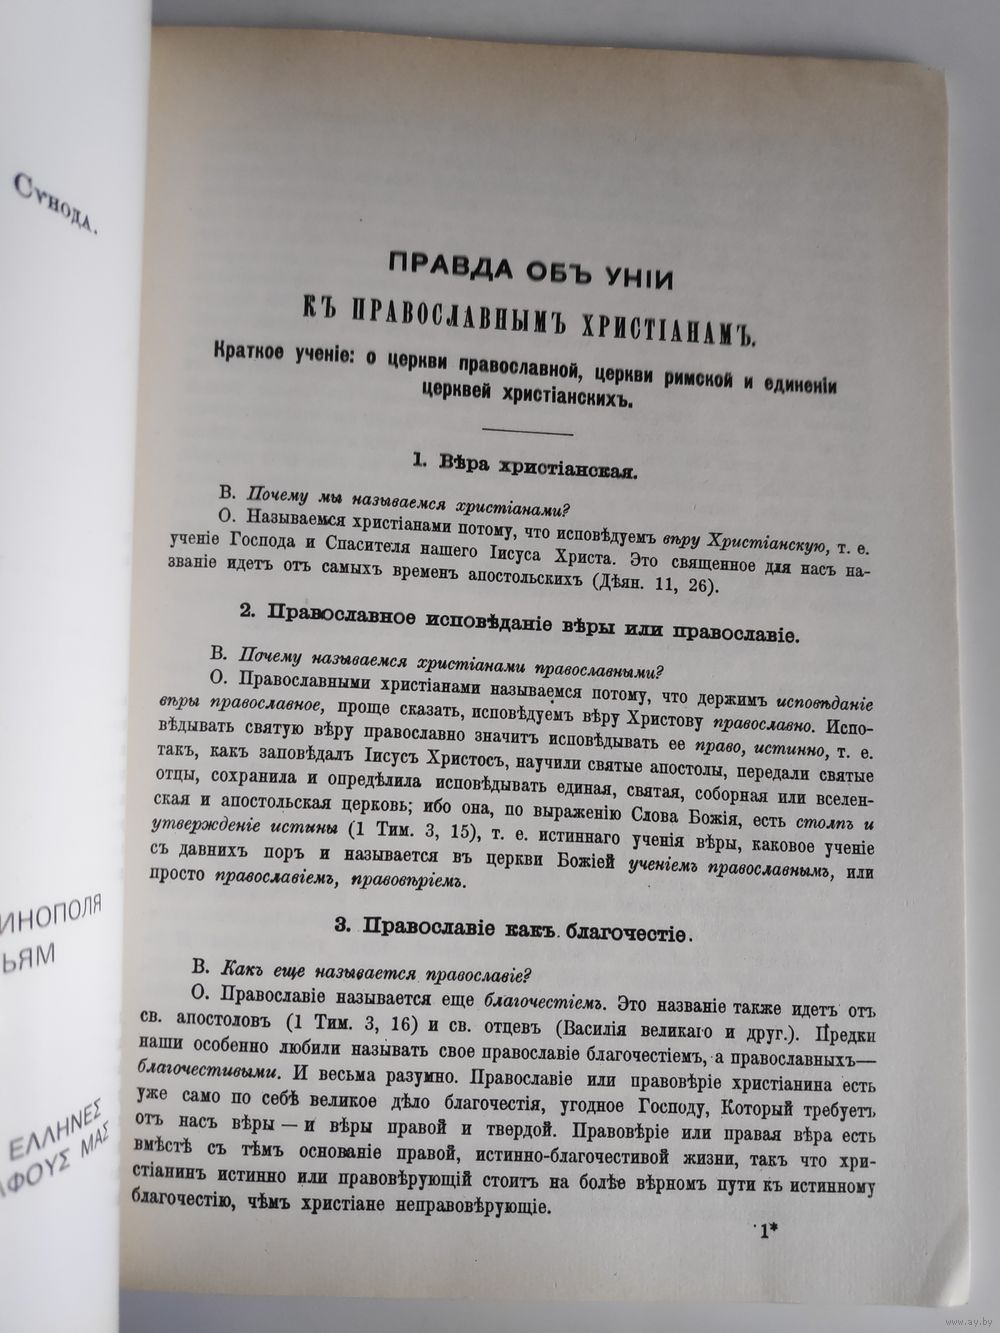 Сѵнода.
ИНОПОЛЯ
ЬЯМ
ΕΛΛΗΝΕΣ
ΑΦΟΥΣ ΜΑΣ
ПРАВДА ОБЪ УНІИ
КЪ ПРАВОСЛАВНЫМЪ ХРИСТІАНАМЪ.
Краткое ученіе: о церкви православной, церкви римской и единеніи
церквей христіанскихъ.
1. Вѣра христіанская.
В. Почему мы называемся христіанами?
О. Называемся христіанами потому, что исповѣдуемъ вѣру Христіанскую, т. е.
ученіе Господа и Спасителя нашего Іисуса Христа. Это священное для насъ на-
званіе идетъ отъ самыхъ временъ апостольскихъ (Дѣян. 11, 26).
2. Православное исповѣданіе вѣры или православіе.
В. Почему называемся христіанами православными?
О. Православными христіанами называемся потому, что держимъ исповѣданіе
вѣры православное, проще сказать, исповѣдуемъ вѣру Христову православно. Испо-
вѣдывать святую вѣру православно значитъ исповѣдывать ее право, истинно, т. е.
такъ, какъ заповѣдалъ Іисусъ Христосъ, научили святые апостолы, передали святые
отцы, сохранила и опредѣлила исповѣдывать единая, святая, соборная или вселен-
ская и апостольская церковь; ибо она, по выраженію Слова Божія, есть столпъ и
утвержденіе истины (1 Тим. 3, 15), т. е. истиннаго ученія вѣры, каковое ученіе
съ давнихъ поръ и называется въ церкви Божіей ученіемъ православнымъ, или
просто православіемъ, правовѣріемъ.
3. Православіе какъ благочестіе.
В. Какъ еще называется православіе?
О. Православіе называется еще благочестіемъ. Это названіе также идетъ отъ
св. апостоловъ (1 Тим. 3, 16) и св. отцевъ (Василія великаго и друг.). Предки
наши особенно любили называть свое православіе благочестіемъ, а православныхъ—
благочестивыми. И весьма разумно. Православіе или правовѣріе христіанина есть
уже само по себѣ великое дѣло благочестія, угодное Господу, Который требуетъ
отъ насъ вѣры — и вѣры правой и твердой. Правовѣріе или правая вѣра есть
вмѣстѣ съ тѣмъ основаніе правой, истинно-благочестивой жизни, такъ что хри-
стіанинъ истинно или правовѣрующій стоитъ на болѣе вѣрномъ пути къ истинному
благочестію, чѣмъ христіане неправовѣрующіе.
1*
www.ay.by